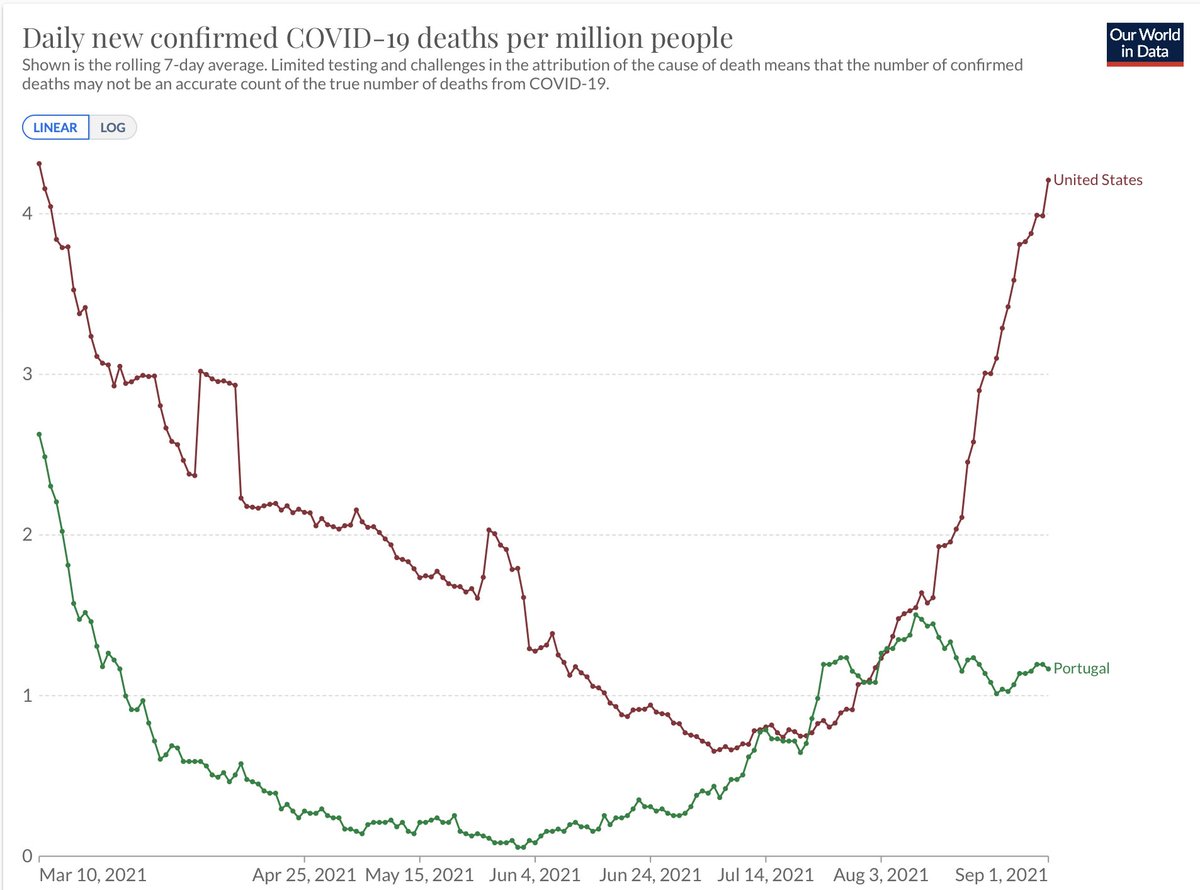 Daily new confirmed COVID-19 deaths per million people
Our World
in Data
Shown is the rolling 7-day average. Limited testing and challenges in the attribution of the cause of death means that the number of confirmed
deaths may not be an accurate count of the true number of deaths from COVID-19.
LINEAR LOG
United States
4
3
2
Portugal
1
0
Mar 10, 2021 Apr 25, 2021 May 15, 2021 Jun 4, 2021 Jun 24, 2021 Jul 14, 2021 Aug 3, 2021 Sep 1, 2021